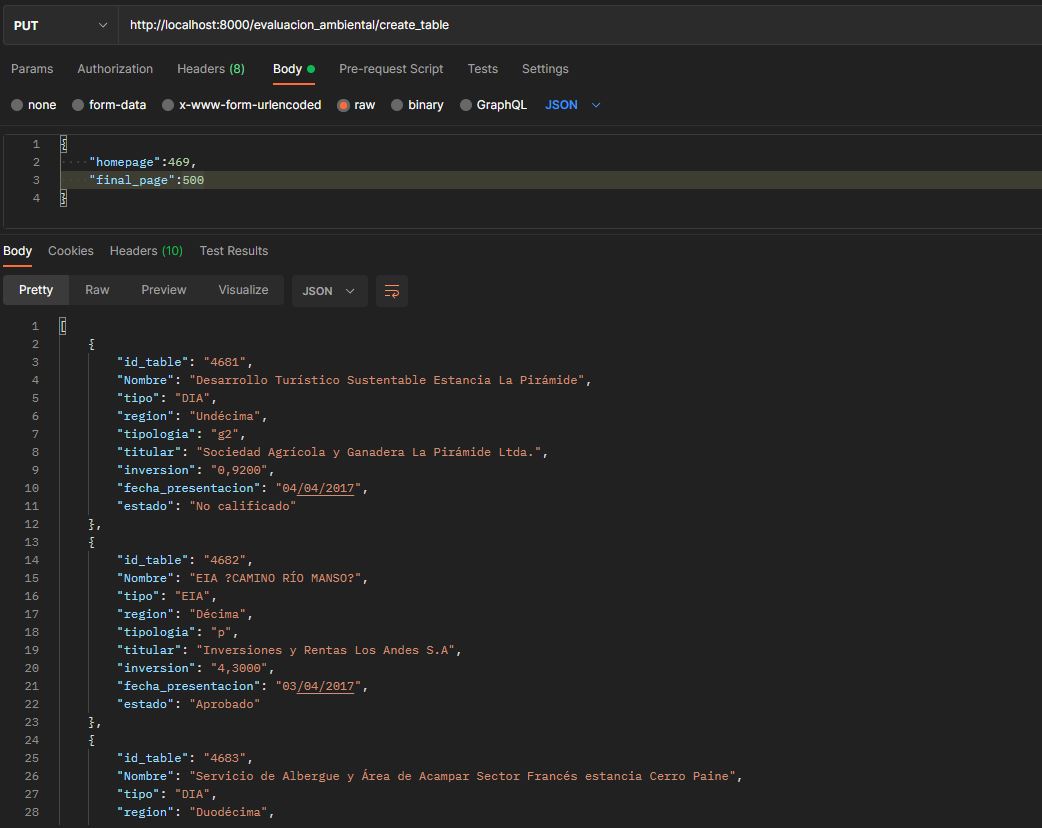 PUT http://localhost:8000/evaluacion_ambiental/create_table
Params Authorization Headers (8) Body Pre-request Script Tests Settings
none form-data x-www-form-urlencoded raw binary GraphQL JSON
1 {
2 ····"homepage":469,
3 ····"final_page":500
4 }
Body Cookies Headers (10) Test Results
Pretty Raw Preview Visualize JSON
1 [
2 {
3 "id_table": "4681",
4 "Nombre": "Desarrollo Turístico Sustentable Estancia La Pirámide",
5 "tipo": "DIA",
6 "region": "Undécima",
7 "tipologia": "g2",
8 "titular": "Sociedad Agrícola y Ganadera La Pirámide Ltda.",
9 "inversion": "0,9200",
10 "fecha_presentacion": "04/04/2017",
11 "estado": "No calificado"
12 },
13 {
14 "id_table": "4682",
15 "Nombre": "EIA ?CAMINO RÍO MANSO?",
16 "tipo": "EIA",
17 "region": "Décima",
18 "tipologia": "p",
19 "titular": "Inversiones y Rentas Los Andes S.A",
20 "inversion": "4,3000",
21 "fecha_presentacion": "03/04/2017",
22 "estado": "Aprobado"
23 },
24 {
25 "id_table": "4683",
26 "Nombre": "Servicio de Albergue y Área de Acampar Sector Francés estancia Cerro Paine",
27 "tipo": "DIA",
28 "region": "Duodécima",